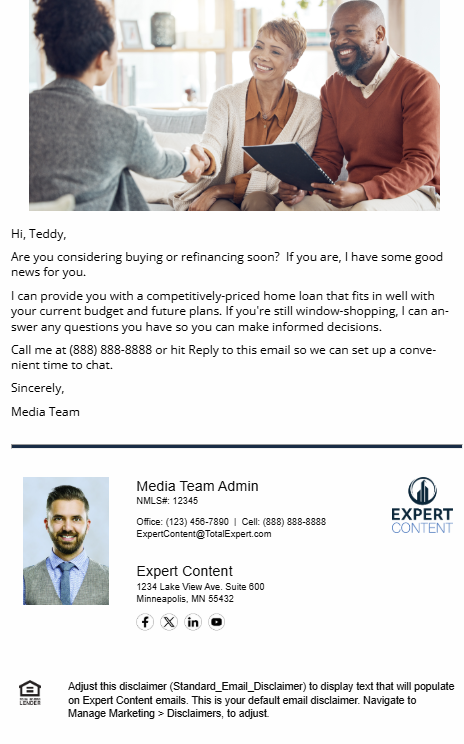 Hi, Teddy,
Are you considering buying or refinancing soon?  If you are, I have some good
news for you.
I can provide you with a competitively-priced home loan that fits in well with
your current budget and future plans. If you're still window-shopping, I can an-
swer any questions you have so you can make informed decisions.
Call me at (888) 888-8888 or hit Reply to this email so we can set up a conve-
nient time to chat.
Sincerely,
Media Team
Media Team Admin
NMLS#: 12345
Office: (123) 456-7890 | Cell: (888) 888-8888
ExpertContent@TotalExpert.com
EXPERT
CONTENT
Expert Content
1234 Lake View Ave. Suite 600
Minneapolis, MN 55432
Adjust this disclaimer (Standard_Email_Disclaimer) to display text that will populate
on Expert Content emails. This is your default email disclaimer. Navigate to
Manage Marketing > Disclaimers, to adjust.
LENDER